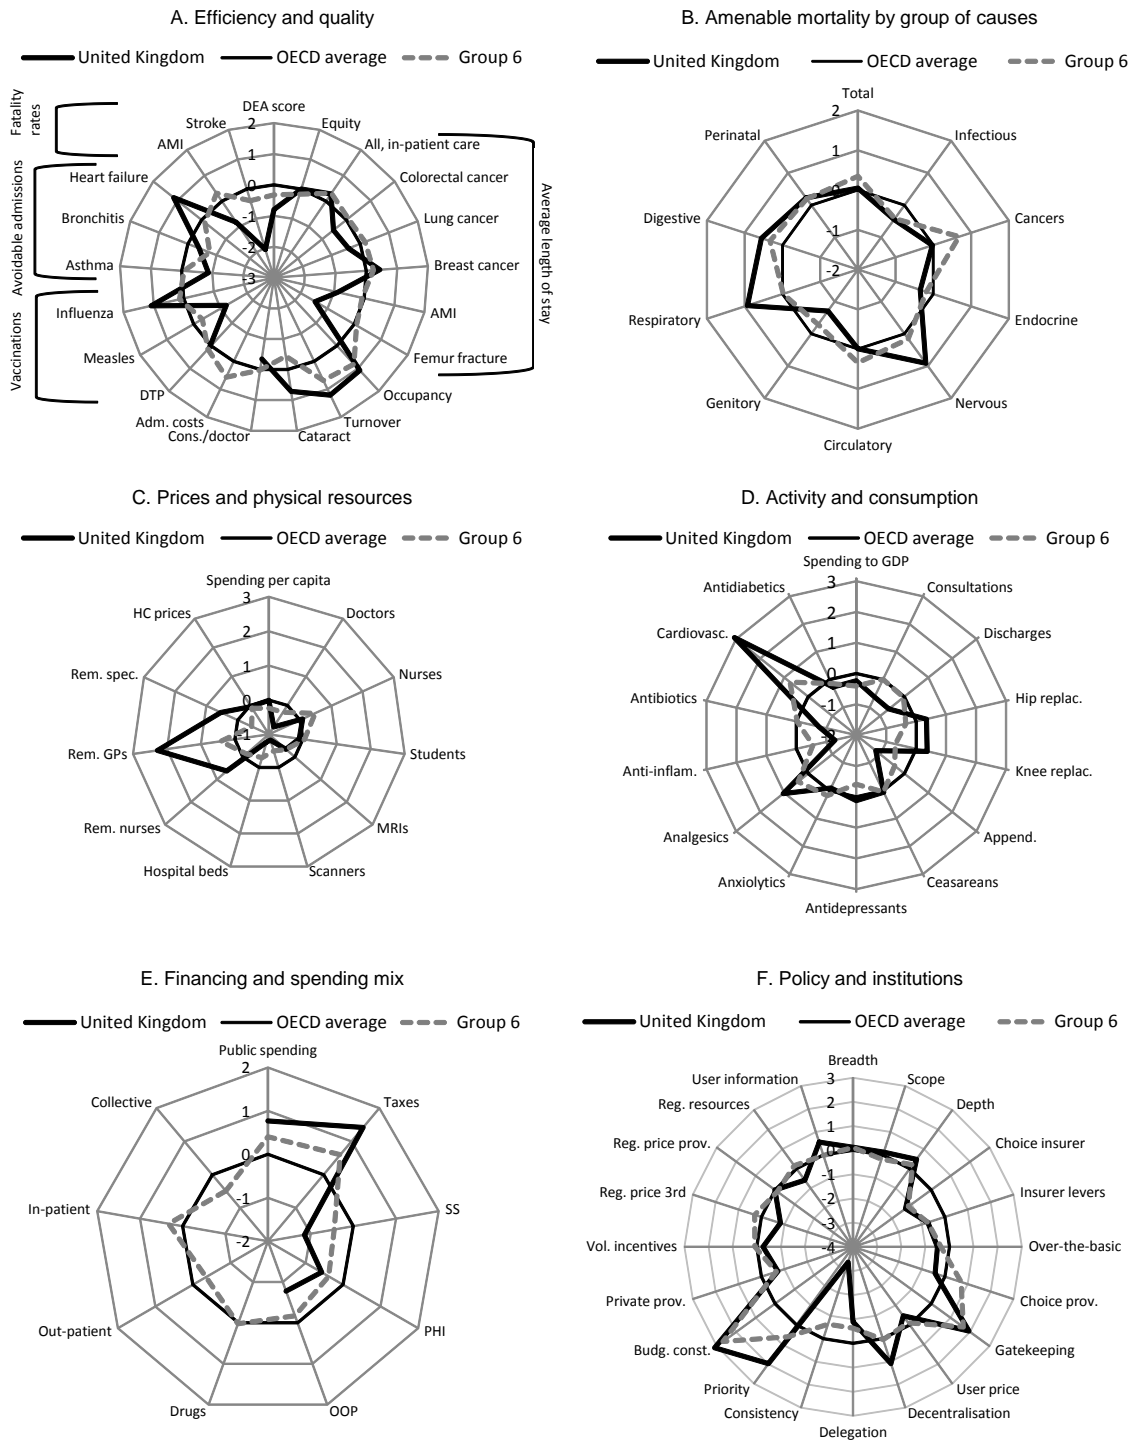 A. Efficiency and quality
United Kingdom OECD average Group 6
Fatality rates
Avoidable admissions
Vaccinations
Average length of stay
DEA score
Equity
All, in-patient care
Colorectal cancer
Lung cancer
Breast cancer
AMI
Femur fracture
Occupancy
Turnover
Cataract
Cons./doctor
Adm. costs
DTP
Measles
Influenza
Asthma
Bronchitis
Heart failure
AMI
Stroke
2
1
0
-1
-2
-3
B. Amenable mortality by group of causes
United Kingdom OECD average Group 6
Total
Infectious
Cancers
Endocrine
Nervous
Circulatory
Genitory
Respiratory
Digestive
Perinatal
2
1
0
-1
-2
C. Prices and physical resources
United Kingdom OECD average Group 6
Spending per capita
Doctors
Nurses
Students
MRIs
Scanners
Hospital beds
Rem. nurses
Rem. GPs
Rem. spec.
HC prices
3
2
1
0
-1
D. Activity and consumption
United Kingdom OECD average Group 6
Spending to GDP
Consultations
Discharges
Hip replac.
Knee replac.
Append.
Ceasareans
Antidepressants
Anxiolytics
Analgesics
Anti-inflam.
Antibiotics
Cardiovasc.
Antidiabetics
3
2
1
0
-1
-2
E. Financing and spending mix
United Kingdom OECD average Group 6
Public spending
Taxes
SS
PHI
OOP
Drugs
Out-patient
In-patient
Collective
2
1
0
-1
-2
F. Policy and institutions
United Kingdom OECD average Group 6
Breadth
Scope
Depth
Choice insurer
Insurer levers
Over-the-basic
Choice prov.
Gatekeeping
User price
Decentralisation
Delegation
Consistency
Priority
Budg. const.
Private prov.
Vol. incentives
Reg. price 3rd
Reg. price prov.
Reg. resources
User information
3
2
1
0
-1
-2
-3
-4